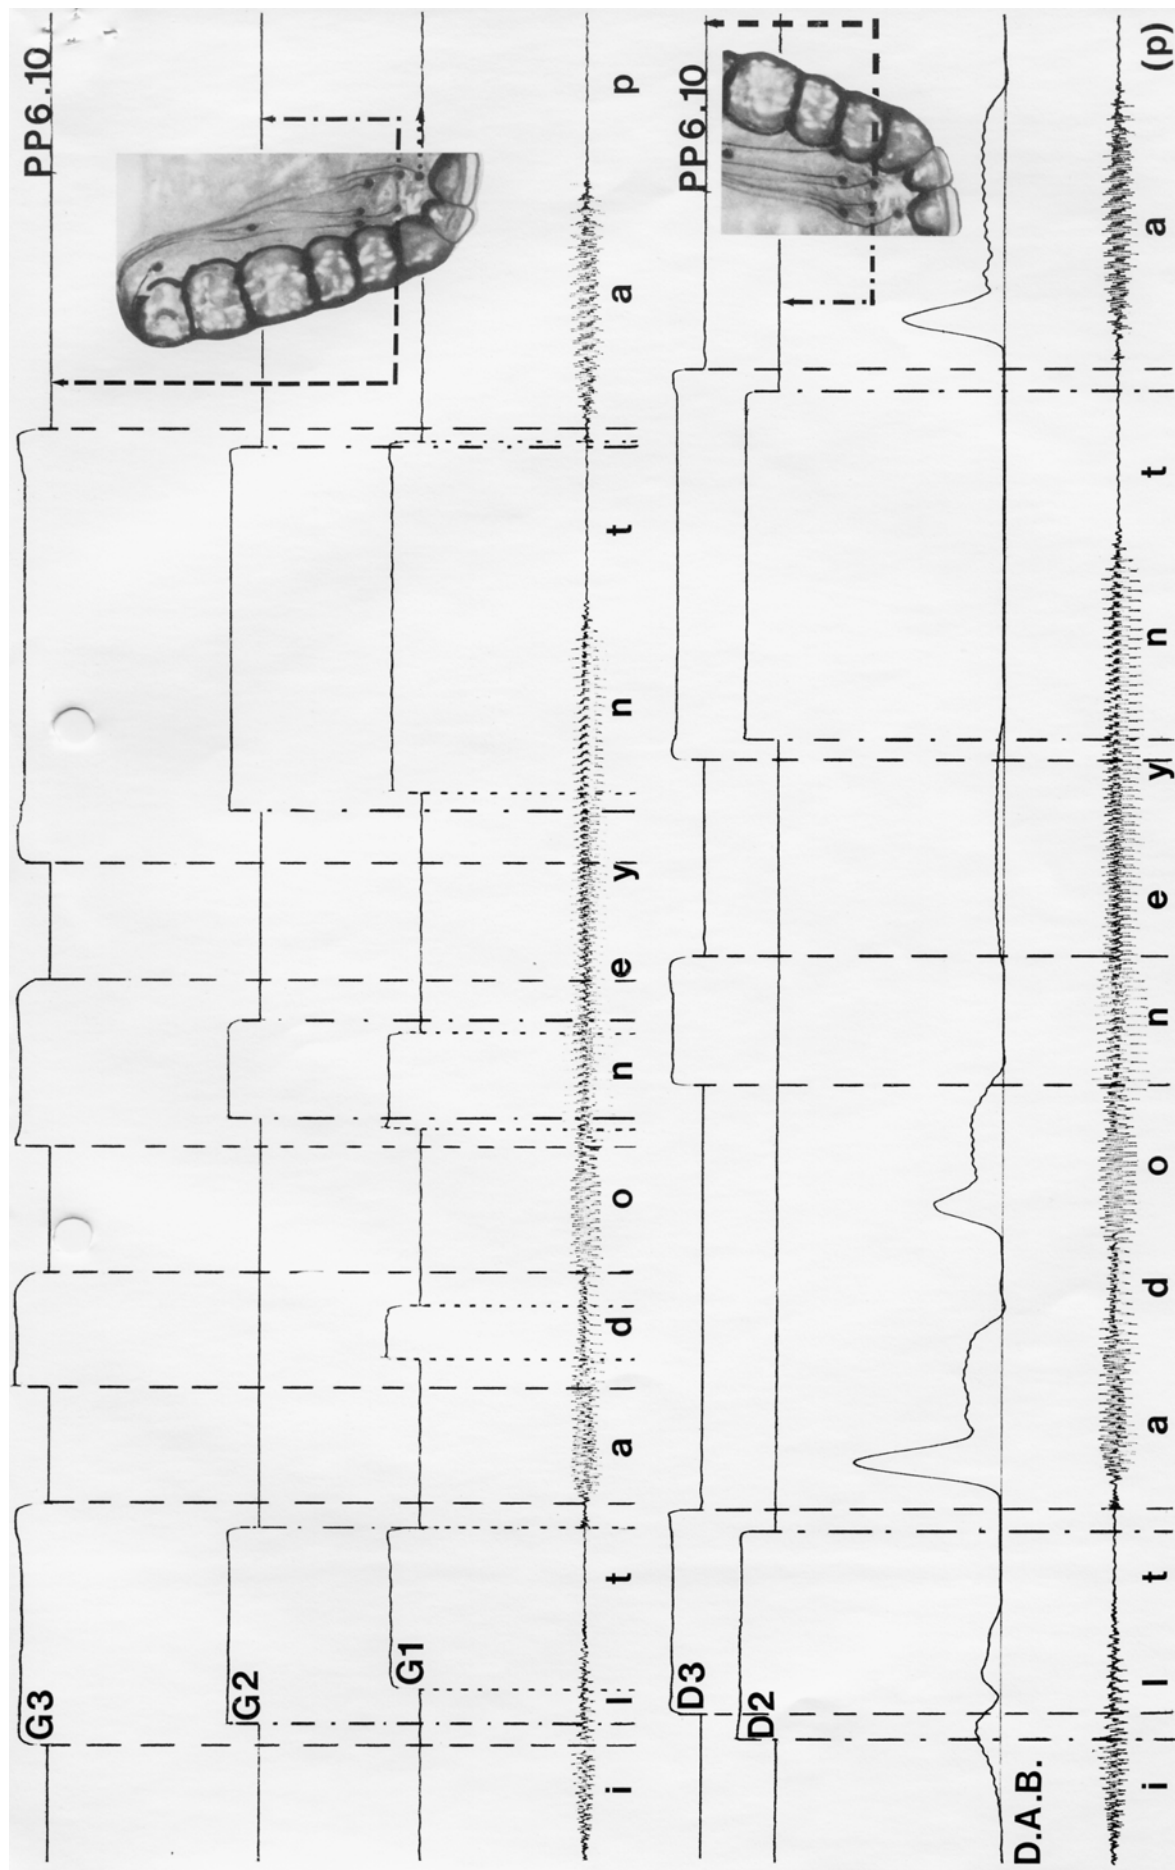 G3 PP6.10
G2
G1
i l t a d o n e y n t a p
D3 PP6.10
D2
D.A.B.
i l t a d o n e y n t a (p)